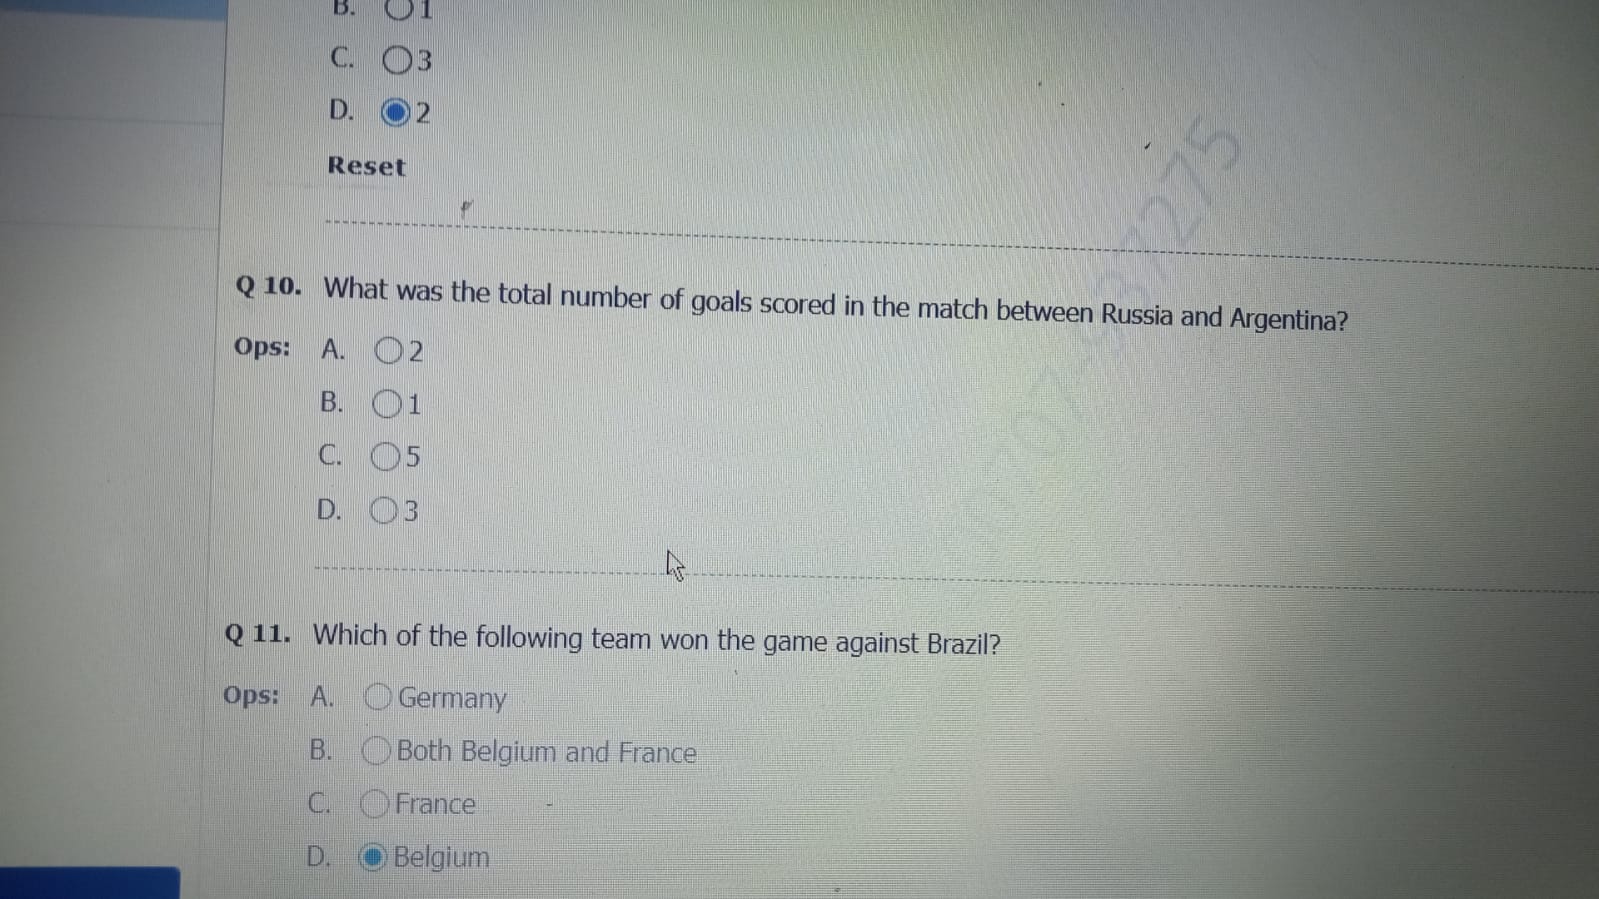 B. 1
C. 3
D. 2
Reset
Q 10. What was the total number of goals scored in the match between Russia and Argentina?
Ops: A. 2
B. 1
C. 5
D. 3
Q 11. Which of the following team won the game against Brazil?
Ops: A. Germany
B. Both Belgium and France
C. France
D. Belgium